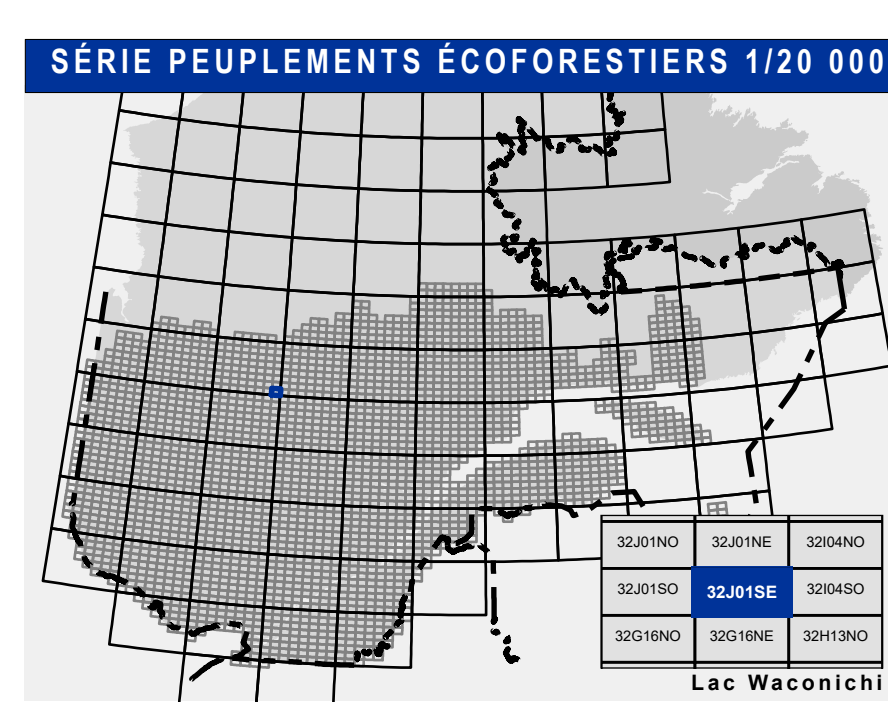 SÉRIE PEUPLEMENTS ÉCOFORESTIERS 1/20 000
32J01NO 32J01NE 32I04NO
32J01SO 32J01SE 32I04SO
32G16NO 32G16NE 32H13NO
Lac Waconichi